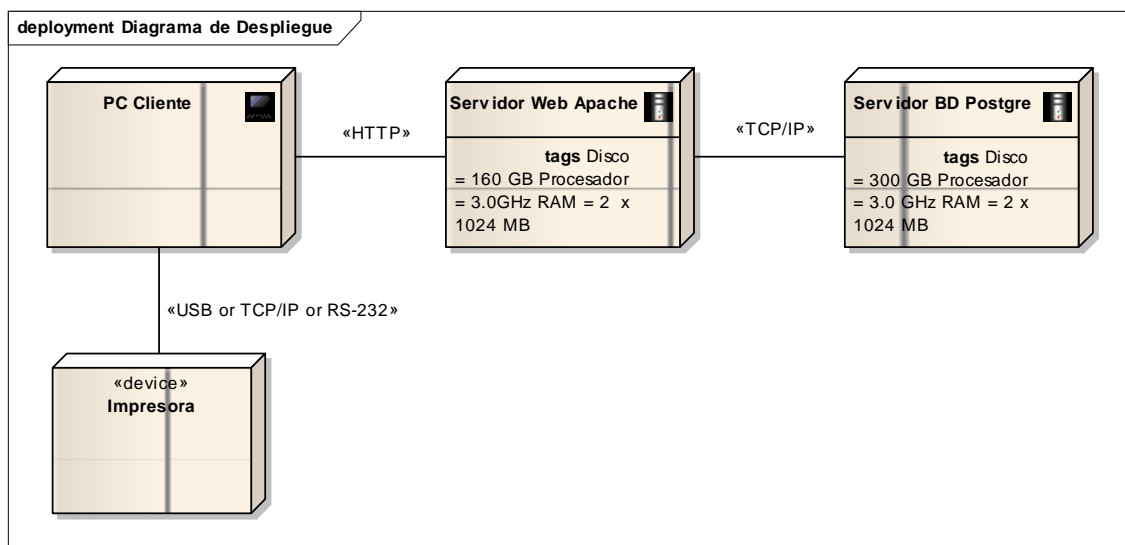 deployment Diagrama de Despliegue
PC Cliente
«HTTP»
Servidor Web Apache
tags Disco
= 160 GB Procesador
= 3.0GHz RAM = 2 x
1024 MB
«TCP/IP»
Servidor BD Postgre
tags Disco
= 300 GB Procesador
= 3.0 GHz RAM = 2 x
1024 MB
«USB or TCP/IP or RS-232»
«device»
Impresora